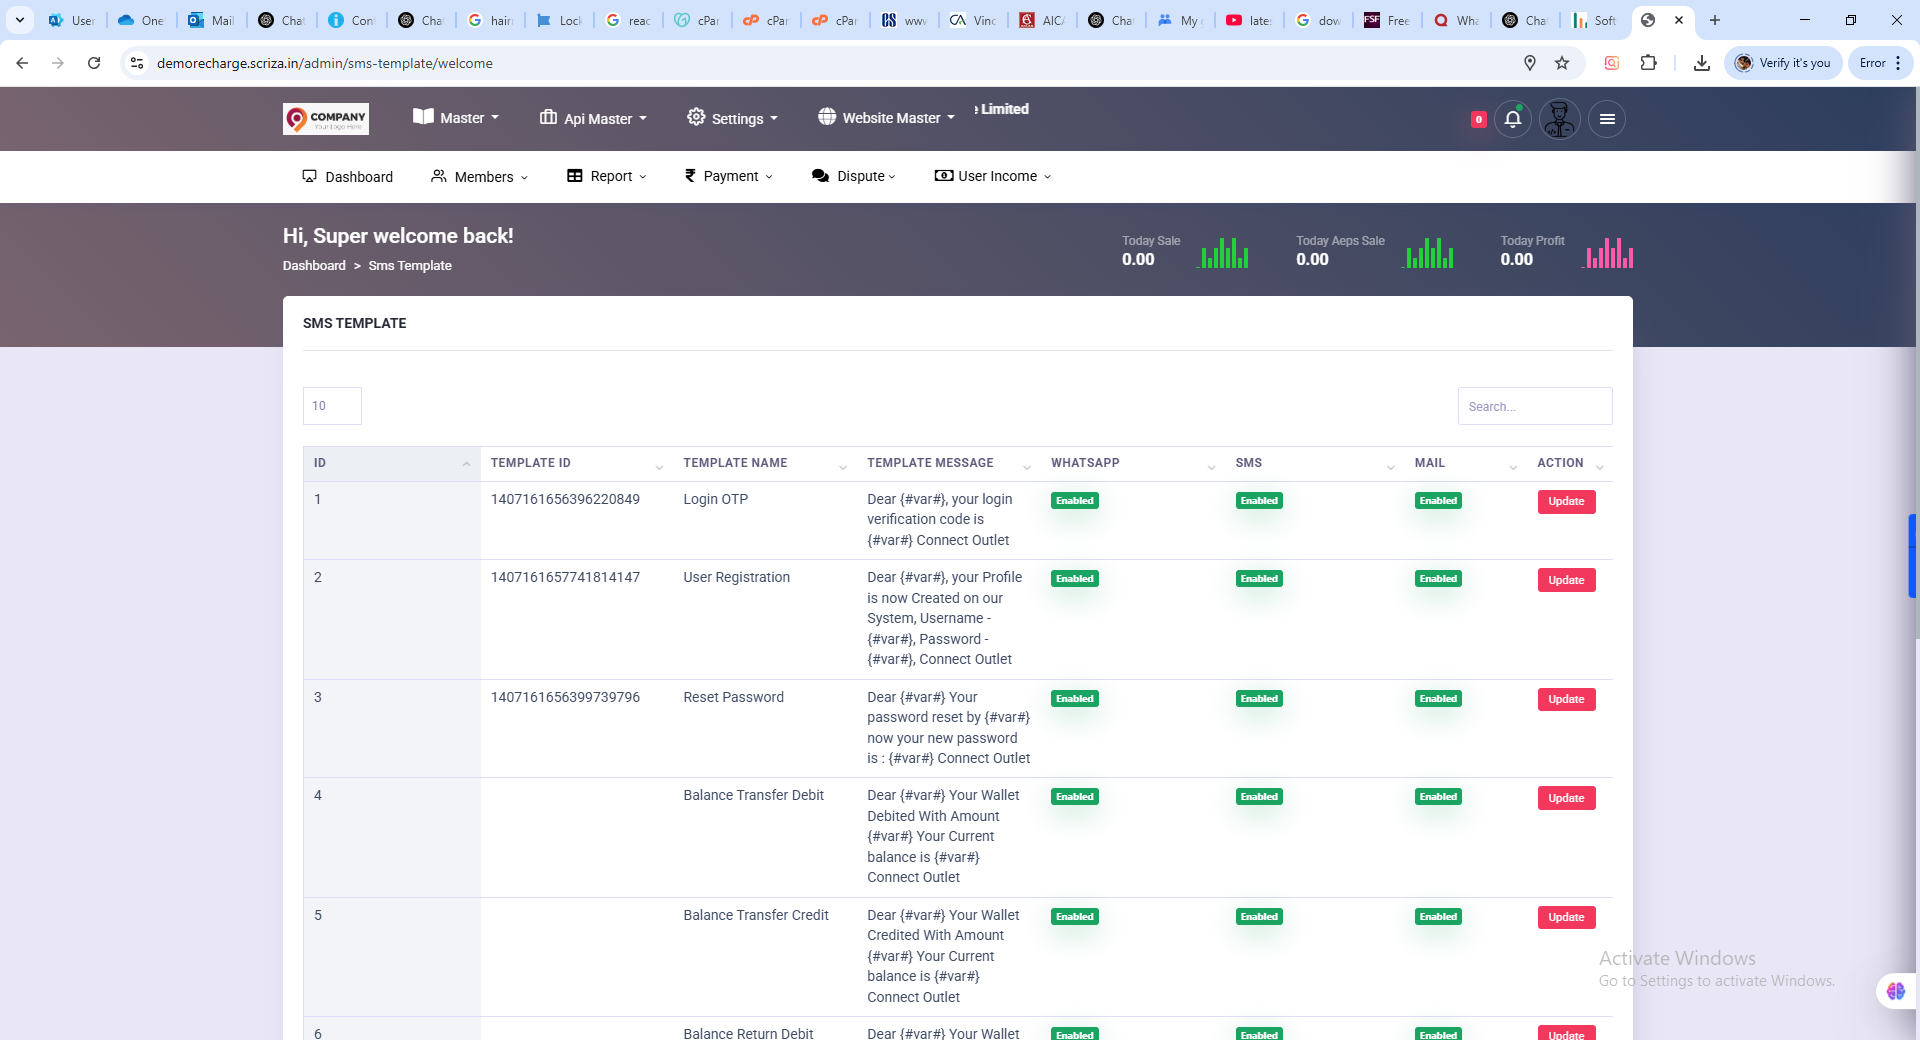 User
One
Mail
Chat
Con
Chat
hair
Lock
reac
cPar
cPar
cPar
www
Vinc
AICA
Chat
My
late
dow
Free
Wha
Chat
Soft
demorecharge.scriza.in/admin/sms-template/welcome
Verify it's you
Error
COMPANY
Your Logo Here
Master
Api Master
Settings
Website Master
e Limited
0
Dashboard
Members
Report
Payment
Dispute
User Income
Hi, Super welcome back!
Dashboard > Sms Template
Today Sale
0.00
Today Aeps Sale
0.00
Today Profit
0.00
SMS TEMPLATE
10
Search...
ID TEMPLATE ID TEMPLATE NAME TEMPLATE MESSAGE WHATSAPP SMS MAIL ACTION
1 1407161656396220849 Login OTP Dear {#var#}, your login Enabled Enabled Enabled Update
verification code is
{#var#} Connect Outlet
2 1407161657741814147 User Registration Dear {#var#}, your Profile Enabled Enabled Enabled Update
is now Created on our
System, Username -
{#var#}, Password -
{#var#}, Connect Outlet
3 1407161656399739796 Reset Password Dear {#var#} Your Enabled Enabled Enabled Update
password reset by {#var#}
now your new password
is : {#var#} Connect Outlet
4 Balance Transfer Debit Dear {#var#} Your Wallet Enabled Enabled Enabled Update
Debited With Amount
{#var#} Your Current
balance is {#var#}
Connect Outlet
5 Balance Transfer Credit Dear {#var#} Your Wallet Enabled Enabled Enabled Update
Credited With Amount
{#var#} Your Current
balance is {#var#}
Connect Outlet
6 Balance Return Debit Dear {#var#} Your Wallet Enabled Enabled Enabled Update
Activate Windows
Go to Settings to activate Windows.